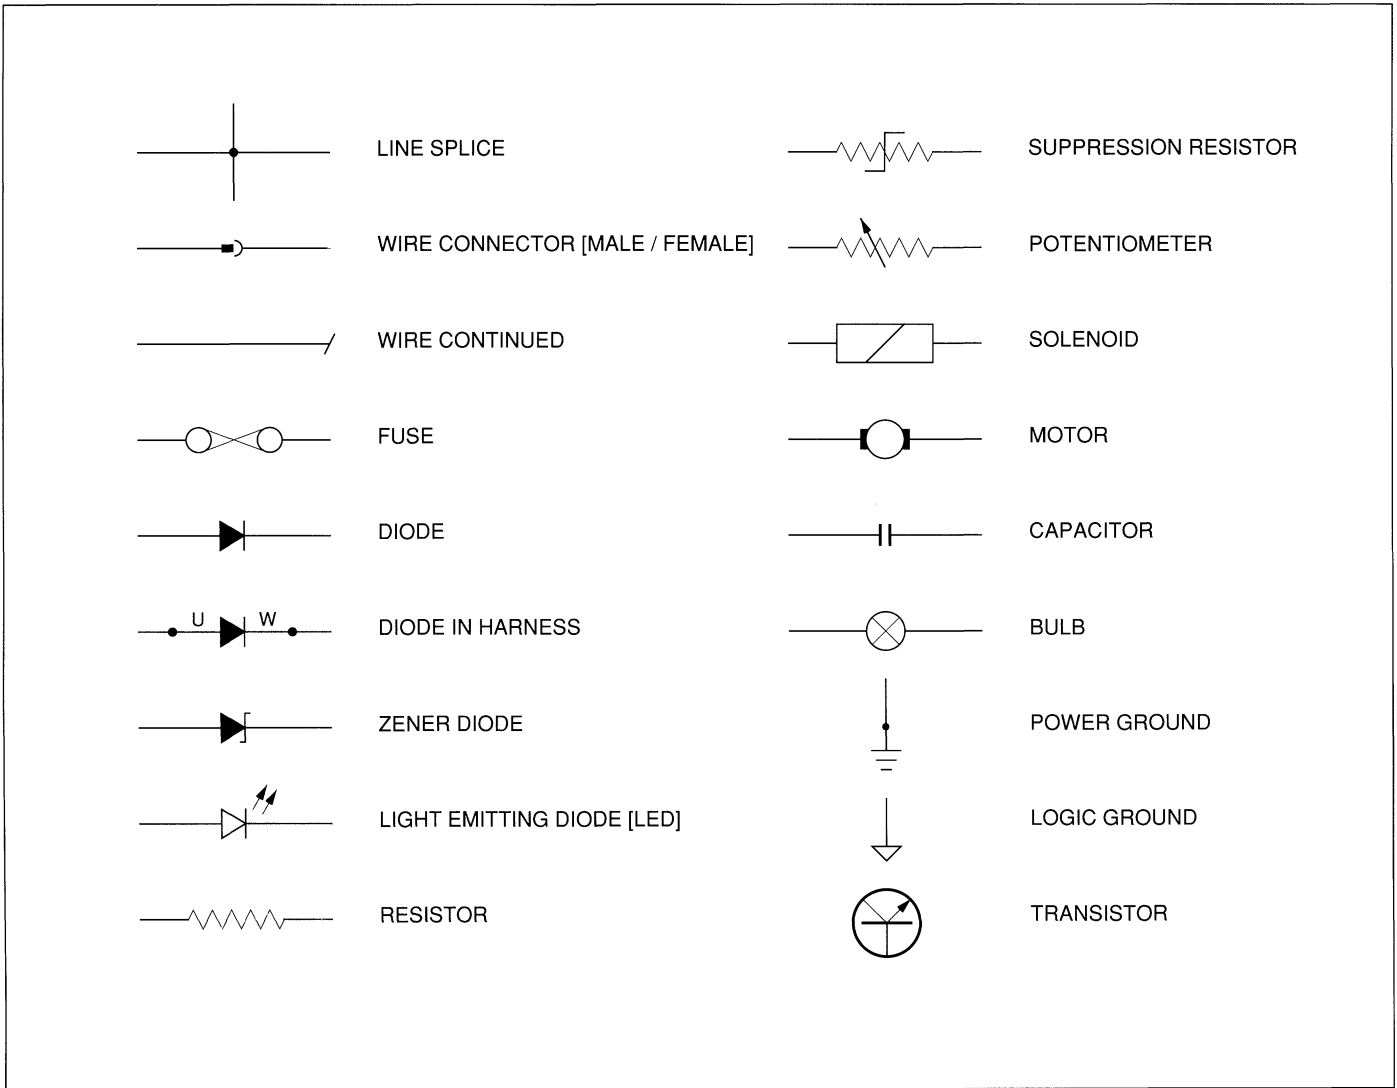 LINE SPLICE
WIRE CONNECTOR [MALE / FEMALE]
WIRE CONTINUED
FUSE
DIODE
U W
DIODE IN HARNESS
ZENER DIODE
LIGHT EMITTING DIODE [LED]
RESISTOR
SUPPRESSION RESISTOR
POTENTIOMETER
SOLENOID
MOTOR
CAPACITOR
BULB
POWER GROUND
LOGIC GROUND
TRANSISTOR